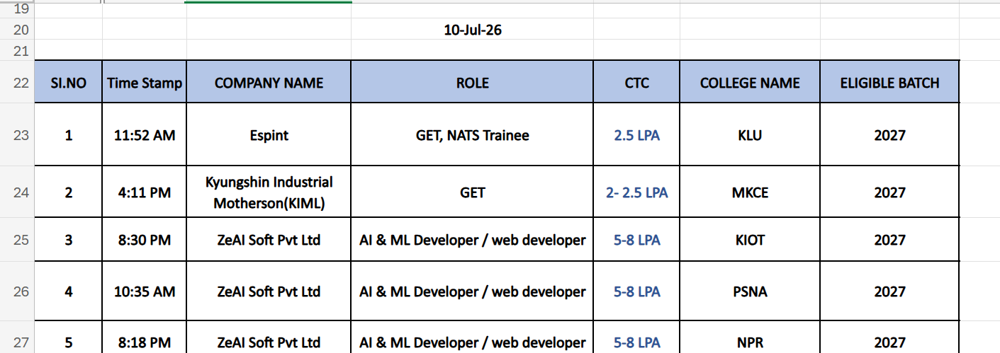 19
20 10-Jul-26
21
22 SI.NO Time Stamp COMPANY NAME ROLE CTC COLLEGE NAME ELIGIBLE BATCH
23 1 11:52 AM Espint GET, NATS Trainee 2.5 LPA KLU 2027
24 2 4:11 PM Kyungshin Industrial Motherson(KIML) GET 2- 2.5 LPA MKCE 2027
25 3 8:30 PM ZeAI Soft Pvt Ltd AI & ML Developer / web developer 5-8 LPA KIOT 2027
26 4 10:35 AM ZeAI Soft Pvt Ltd AI & ML Developer / web developer 5-8 LPA PSNA 2027
27 5 8:18 PM ZeAI Soft Pvt Ltd AI & ML Developer / web developer 5-8 LPA NPR 2027